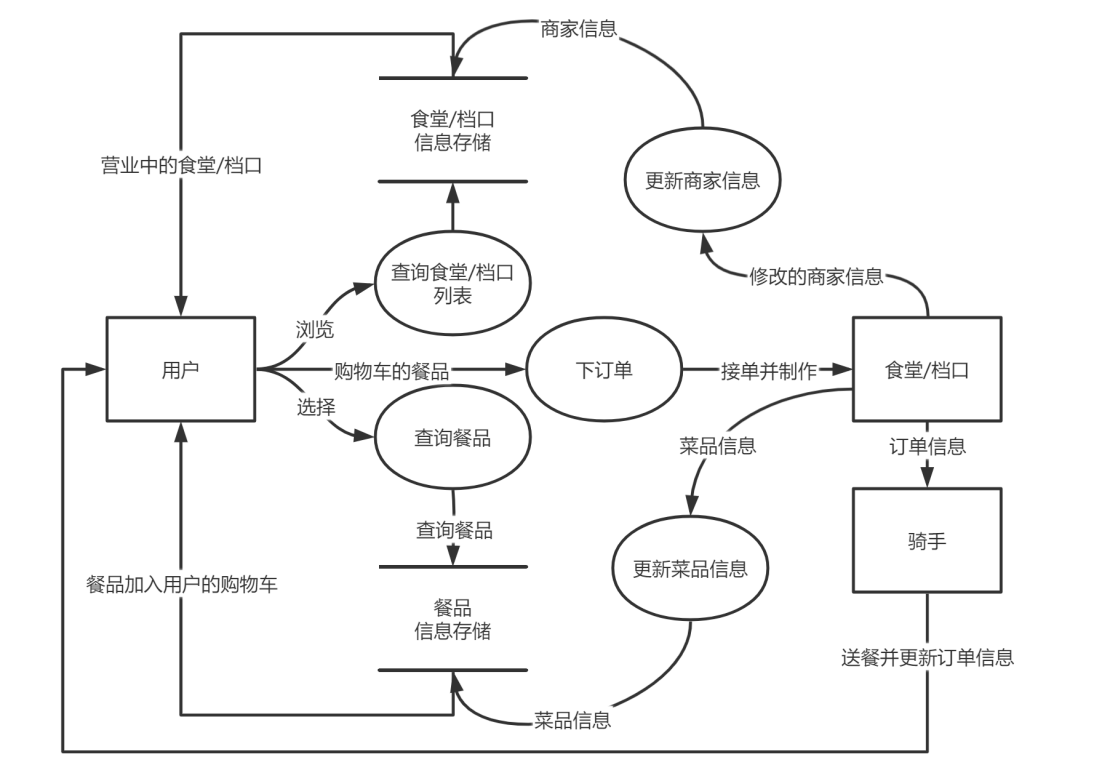 商家信息
食堂/档口
信息存储
营业中的食堂/档口
更新商家信息
查询食堂/档口
列表
修改的商家信息
浏览
用户
购物车的餐品
下订单
接单并制作
食堂/档口
选择
查询餐品
菜品信息
订单信息
查询餐品
骑手
更新菜品信息
餐品加入用户的购物车
餐品
信息存储
送餐并更新订单信息
菜品信息